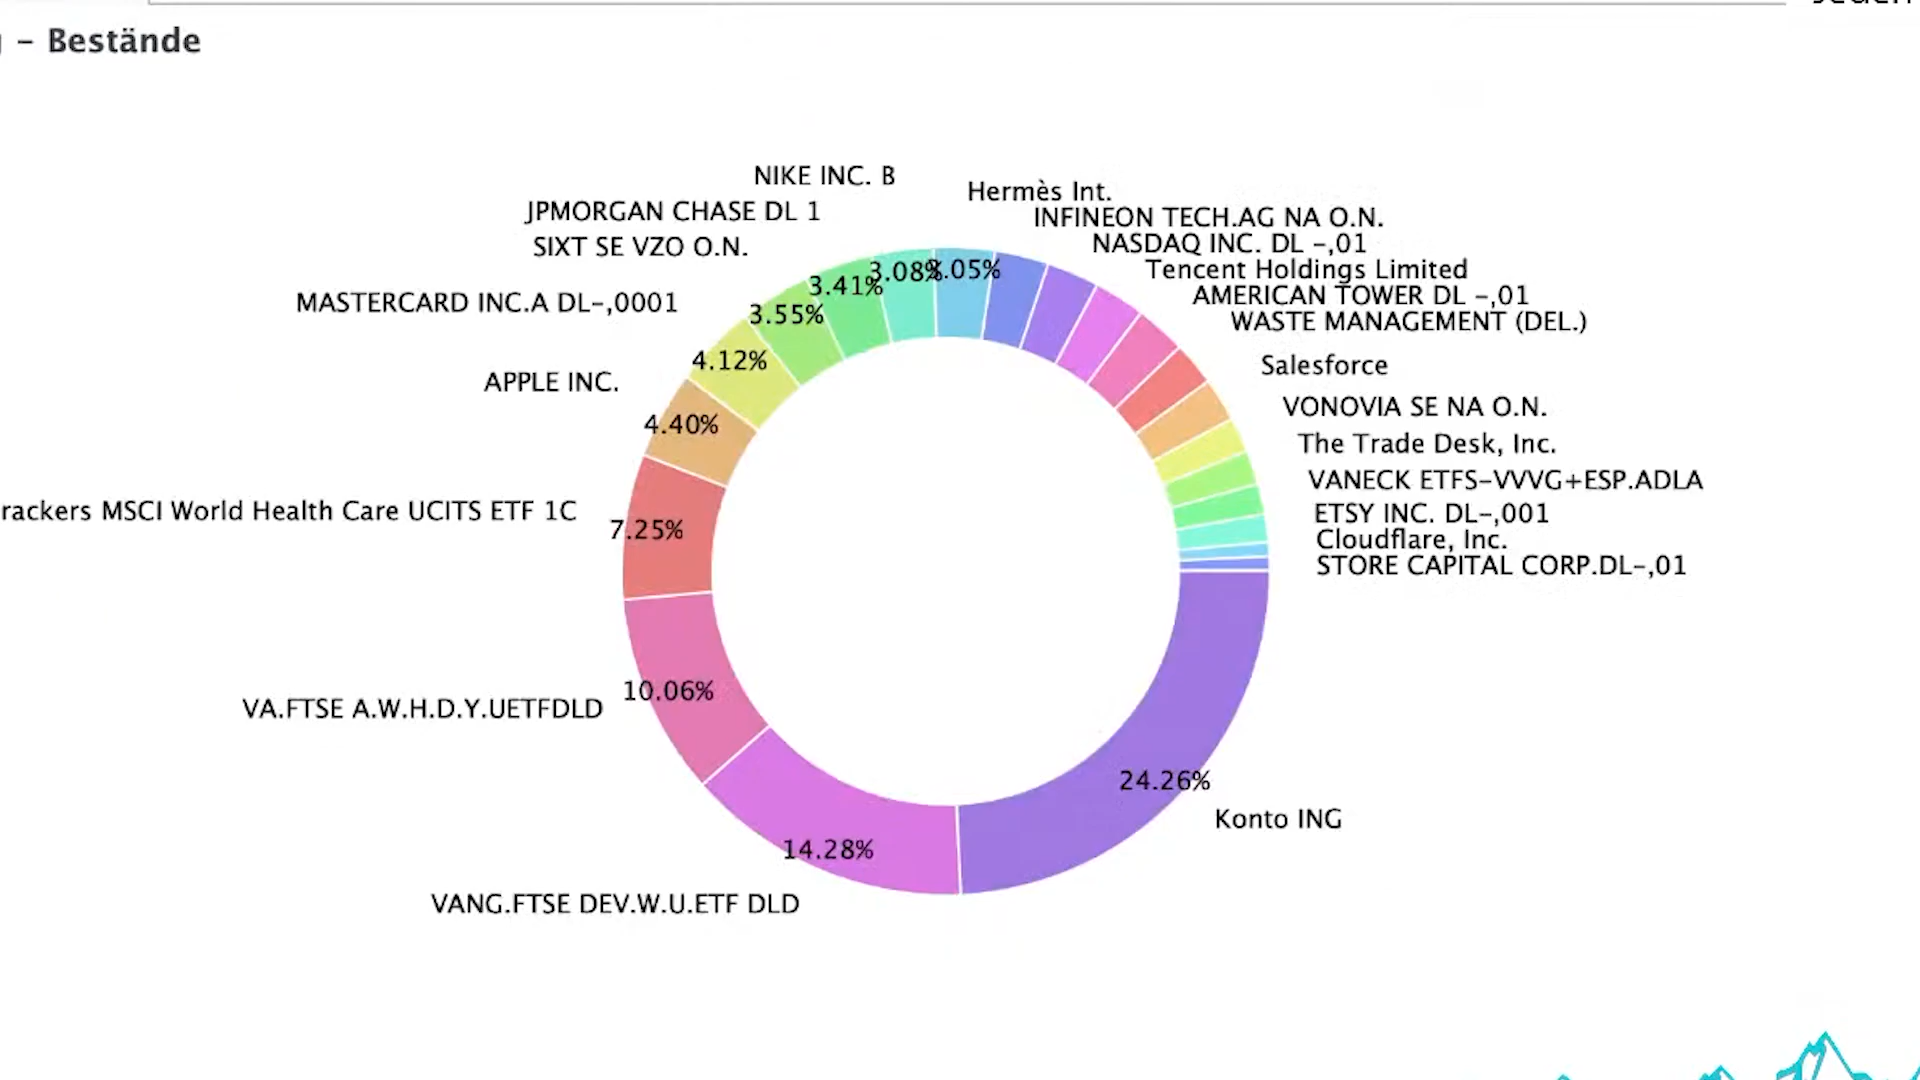 – Bestände
NIKE INC. B
Hermès Int.
JPMORGAN CHASE DL 1
INFINEON TECH.AG NA O.N.
SIXT SE VZO O.N.
NASDAQ INC. DL -,01
Tencent Holdings Limited
3.08%
3.05%
3.41%
AMERICAN TOWER DL -,01
MASTERCARD INC.A DL-,0001
3.55%
WASTE MANAGEMENT (DEL.)
4.12%
Salesforce
APPLE INC.
VONOVIA SE NA O.N.
4.40%
The Trade Desk, Inc.
VANECK ETFS-VVVG+ESP.ADLA
rackers MSCI World Health Care UCITS ETF 1C
7.25%
ETSY INC. DL-,001
Cloudflare, Inc.
STORE CAPITAL CORP.DL-,01
VA.FTSE A.W.H.D.Y.UETFDLD
10.06%
24.26%
Konto ING
14.28%
VANG.FTSE DEV.W.U.ETF DLD